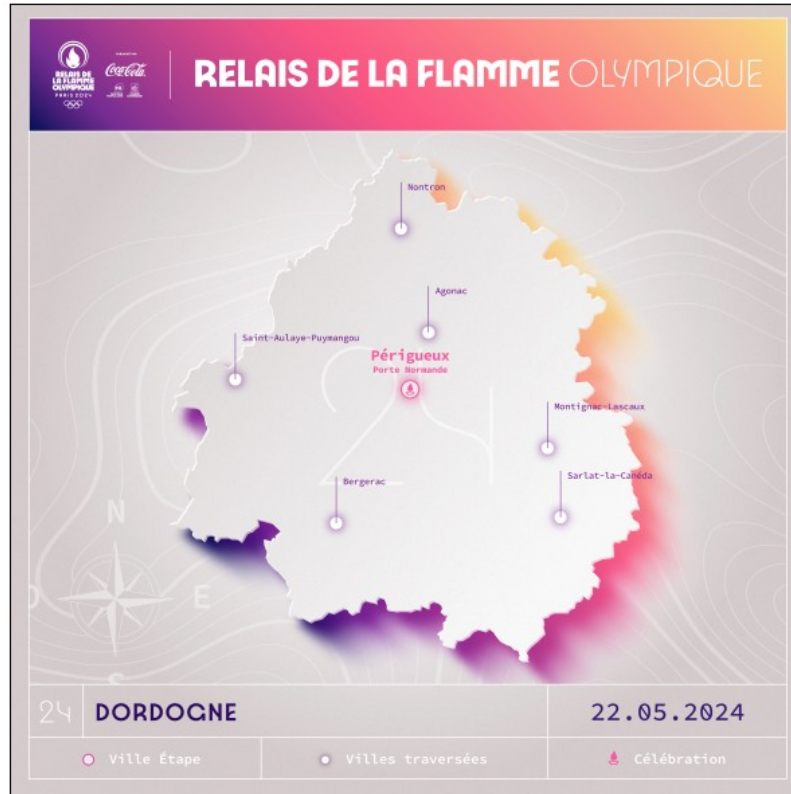 RELAIS DE
LA FLAMME
OLYMPIQUE
PARIS 2024
Coca-Cola
RELAIS DE LA FLAMME OLYMPIQUE
Nontron
Agonac
Saint-Aulaye-Puymangou
Périgueux
Porte Normande
Montignac-Lascaux
Sarlat-la-Canéda
Bergerac
24
N
O
E
S
24 DORDOGNE 22.05.2024
Ville Étape Villes traversées Célébration